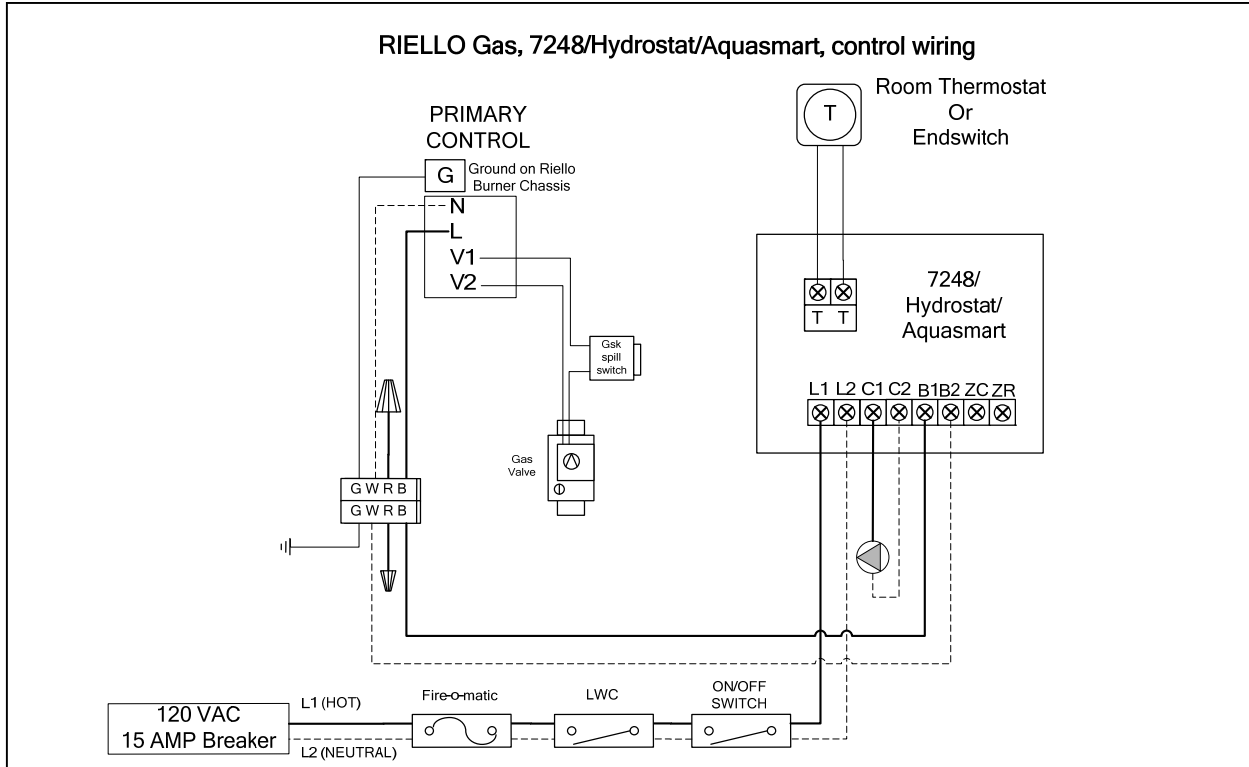 RIELLO Gas, 7248/Hydrostat/Aquasmart, control wiring
Room Thermostat
Or
Endswitch
T
PRIMARY
CONTROL
G
Ground on Riello
Burner Chassis
N
L
V1
V2
7248/
Hydrostat/
Aquasmart
T T
Gsk
spill
switch
L1 L2 C1 C2 B1 B2 ZC ZR
Gas
Valve
G W R B
G W R B
120 VAC
15 AMP Breaker
L1 (HOT)
L2 (NEUTRAL)
Fire-o-matic
LWC
ON/OFF
SWITCH